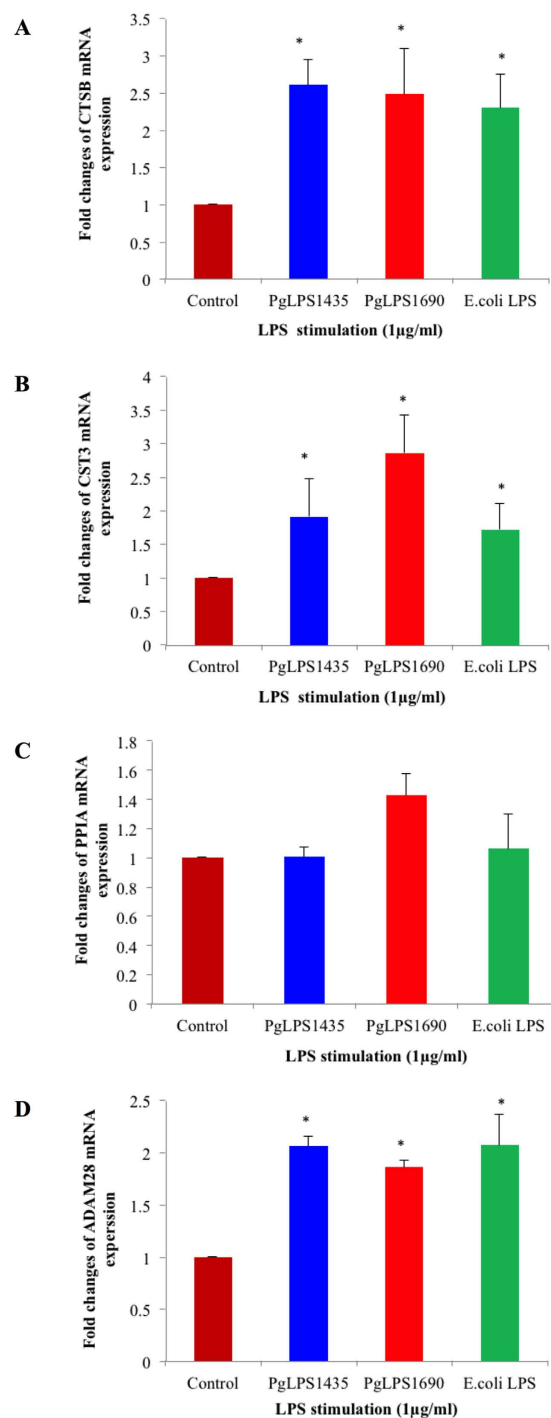 A
Fold changes of CTSB mRNA
expression
3.5
3
2.5
2
1.5
1
0.5
0
*
*
*
Control PgLPS1435 PgLPS1690 E.coli LPS
LPS stimulation (1µg/ml)
B
Fold changes of CST3 mRNA
expression
4
3.5
3
2.5
2
1.5
1
0.5
0
*
*
*
Control PgLPS1435 PgLPS1690 E.coli LPS
LPS stimulation (1µg/ml)
C
Fold changes of PPIA mRNA
expression
1.8
1.6
1.4
1.2
1
0.8
0.6
0.4
0.2
0
Control PgLPS1435 PgLPS1690 E.coli LPS
LPS stimulation (1µg/ml)
D
Fold changes of ADAM28 mRNA
experssion
2.5
2
1.5
1
0.5
0
*
*
*
Control PgLPS1435 PgLPS1690 E.coli LPS
LPS stimulation (1µg/ml)